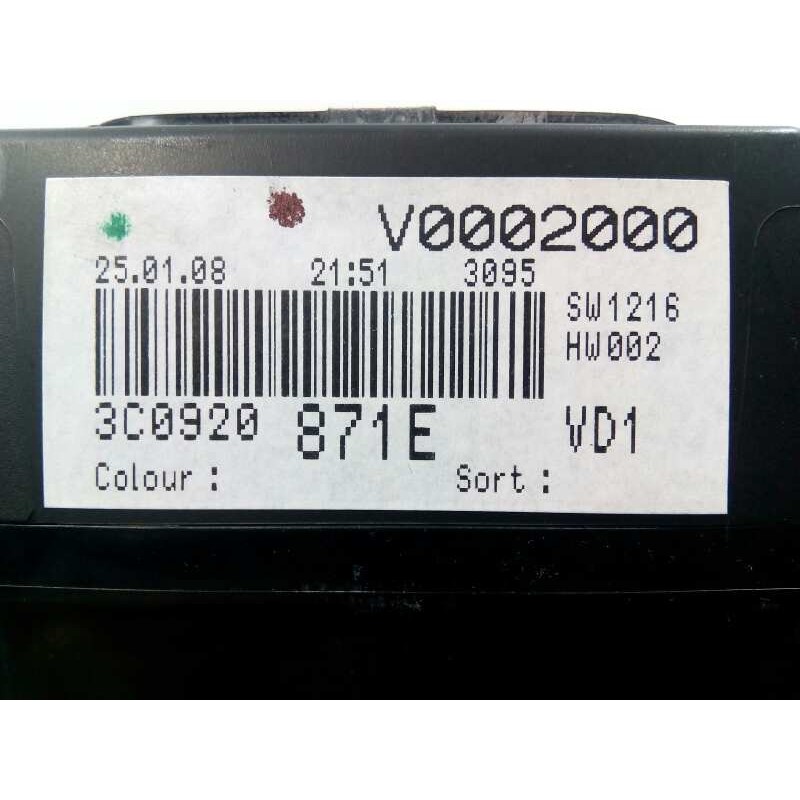 V0002000
25.01.08 21:51 3095
SW1216
HW002
3C0920 871E VD1
Colour : Sort :